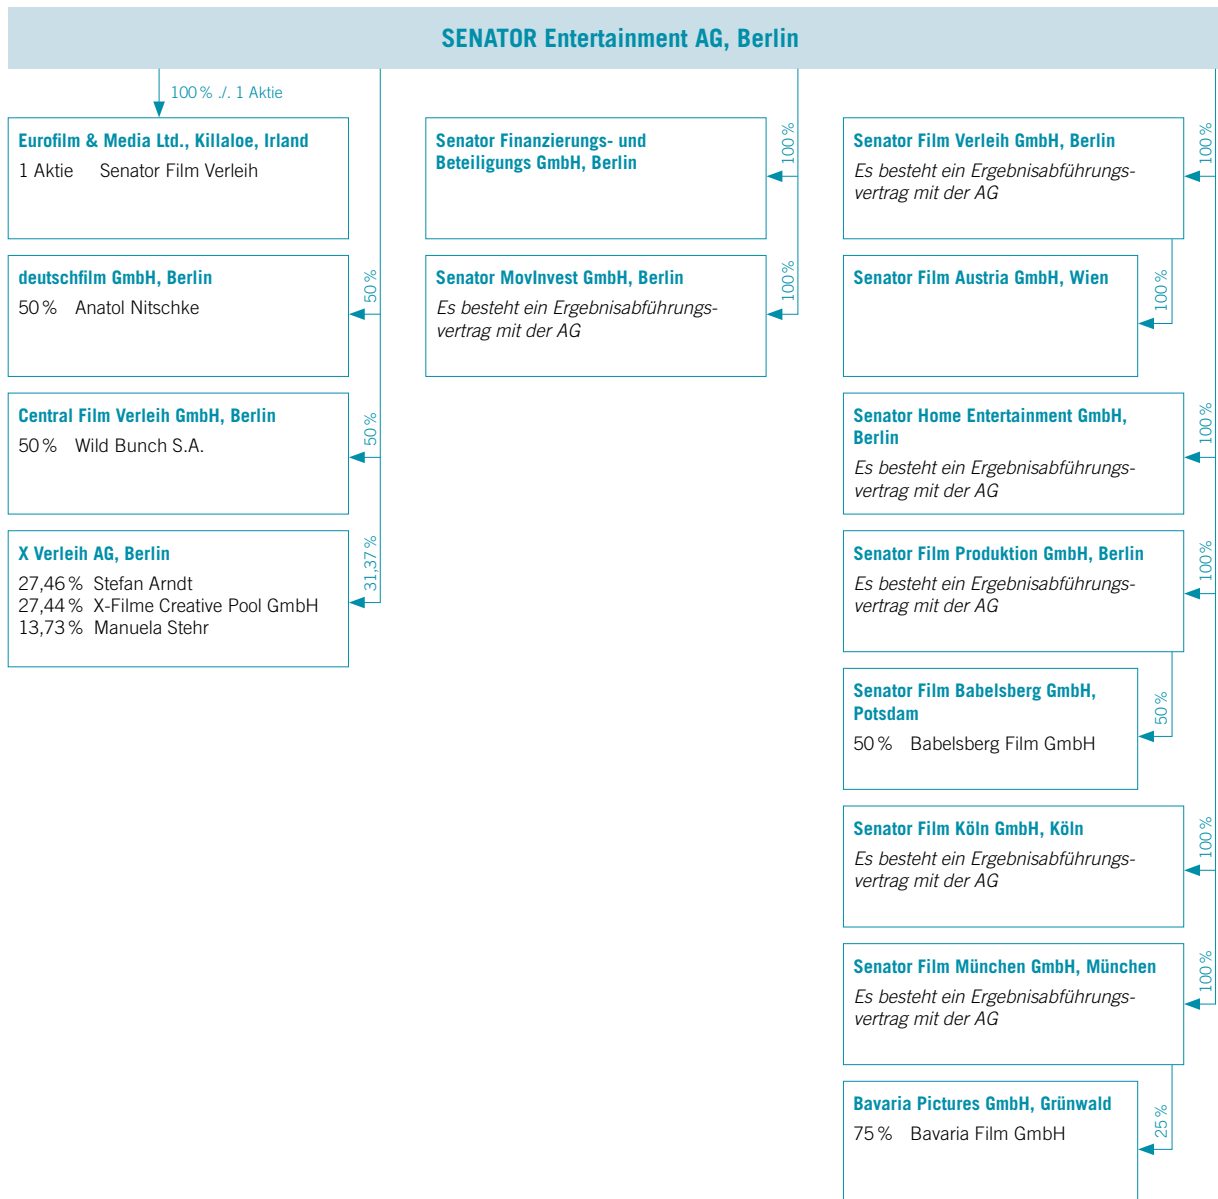 SENATOR Entertainment AG, Berlin
100 % ./. 1 Aktie
Eurofilm & Media Ltd., Killaloe, Irland
1 Aktie Senator Film Verleih
deutschfilm GmbH, Berlin
50 % Anatol Nitschke
50 %
Central Film Verleih GmbH, Berlin
50 % Wild Bunch S.A.
50 %
X Verleih AG, Berlin
27,46 % Stefan Arndt
27,44 % X-Filme Creative Pool GmbH
13,73 % Manuela Stehr
31,37 %
Senator Finanzierungs- und
Beteiligungs GmbH, Berlin
100 %
Senator MovInvest GmbH, Berlin
Es besteht ein Ergebnisabführungs-
vertrag mit der AG
100 %
Senator Film Verleih GmbH, Berlin
Es besteht ein Ergebnisabführungs-
vertrag mit der AG
100 %
Senator Film Austria GmbH, Wien
100 %
Senator Home Entertainment GmbH,
Berlin
Es besteht ein Ergebnisabführungs-
vertrag mit der AG
100 %
Senator Film Produktion GmbH, Berlin
Es besteht ein Ergebnisabführungs-
vertrag mit der AG
100 %
Senator Film Babelsberg GmbH,
Potsdam
50 % Babelsberg Film GmbH
50 %
Senator Film Köln GmbH, Köln
Es besteht ein Ergebnisabführungs-
vertrag mit der AG
100 %
Senator Film München GmbH, München
Es besteht ein Ergebnisabführungs-
vertrag mit der AG
100 %
Bavaria Pictures GmbH, Grünwald
75 % Bavaria Film GmbH
25 %